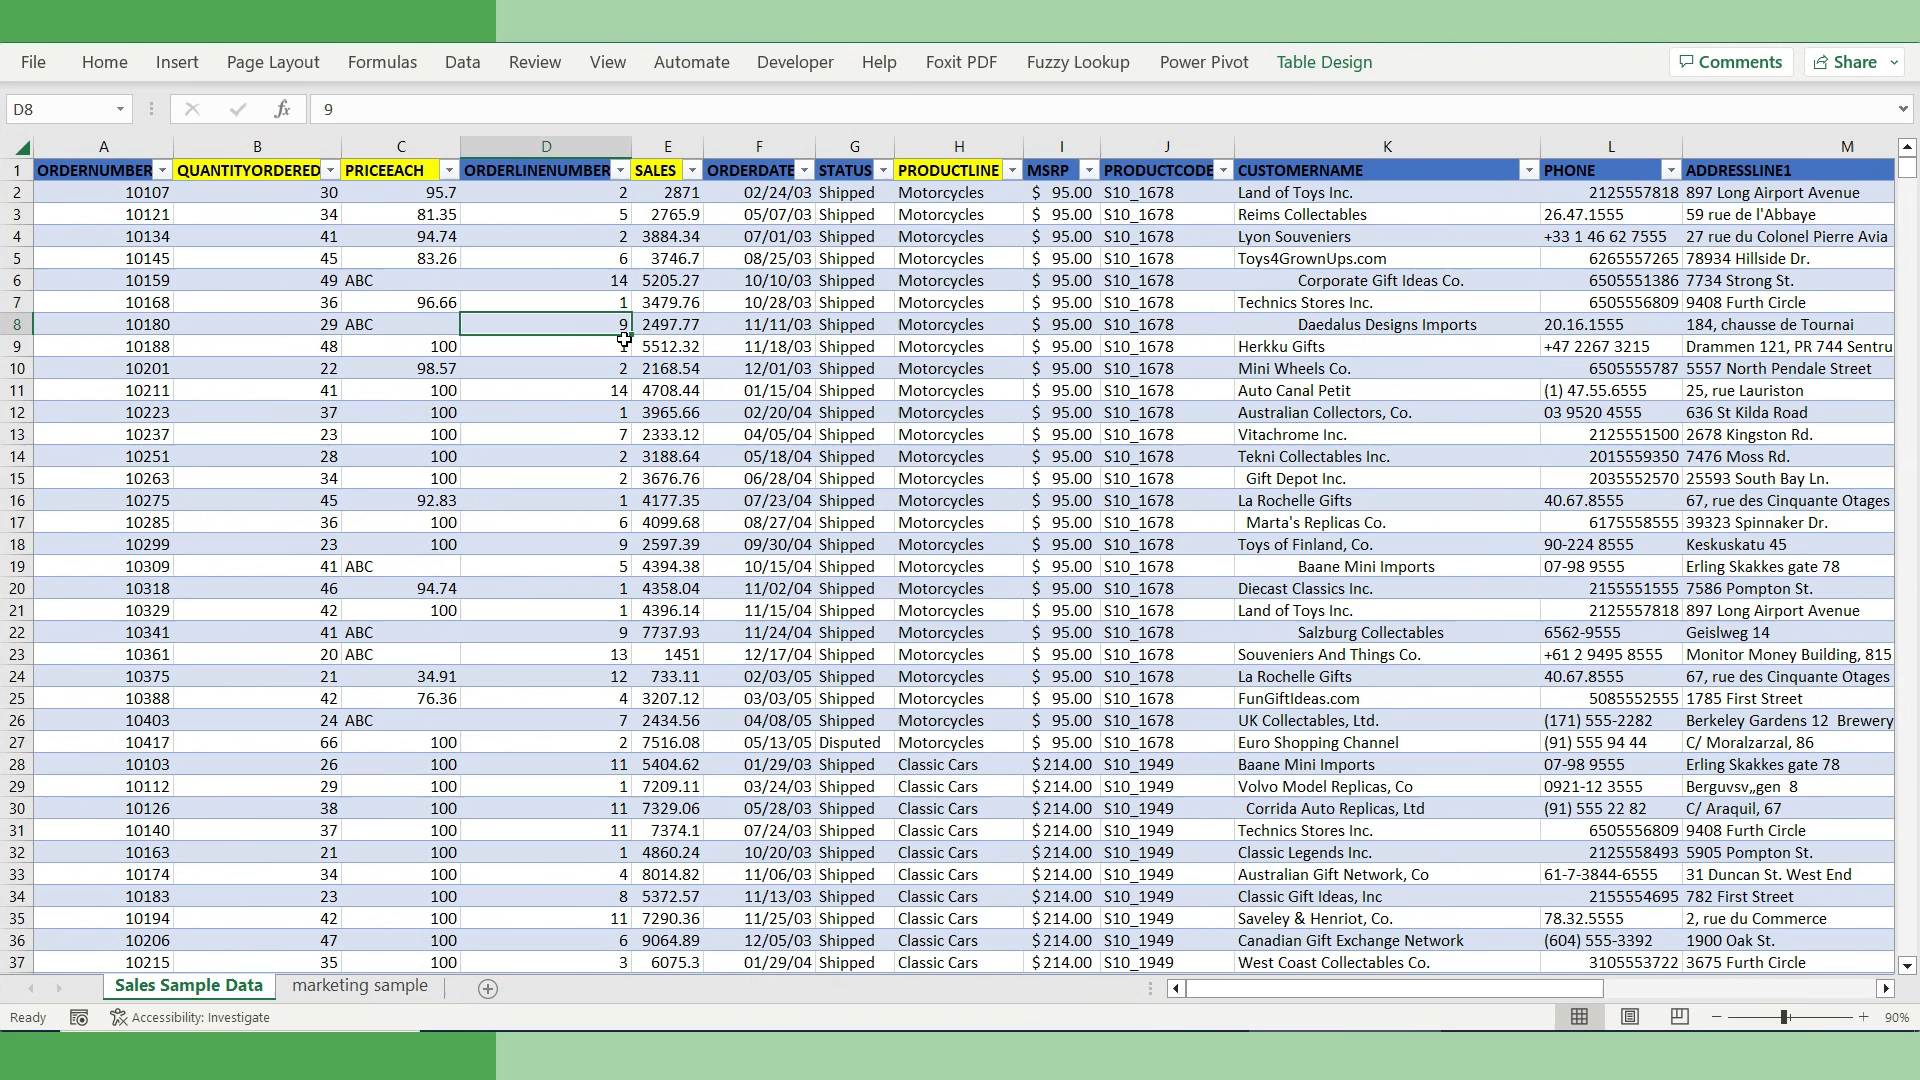 File Home Insert Page Layout Formulas Data Review View Automate Developer Help Foxit PDF Fuzzy Lookup Power Pivot Table Design Comments Share
D8 fx 9
A B C D E F G H I J K L M
1 ORDERNUMBER QUANTITYORDERED PRICEEACH ORDERLINENUMBER SALES ORDERDATE STATUS PRODUCTLINE MSRP PRODUCTCODE CUSTOMERNAME PHONE ADDRESSLINE1
2 10107 30 95.7 2 2871 02/24/03 Shipped Motorcycles $ 95.00 S10_1678 Land of Toys Inc. 2125557818 897 Long Airport Avenue
3 10121 34 81.35 5 2765.9 05/07/03 Shipped Motorcycles $ 95.00 S10_1678 Reims Collectables 26.47.1555 59 rue de l'Abbaye
4 10134 41 94.74 2 3884.34 07/01/03 Shipped Motorcycles $ 95.00 S10_1678 Lyon Souveniers +33 1 46 62 7555 27 rue du Colonel Pierre Avia
5 10145 45 83.26 6 3746.7 08/25/03 Shipped Motorcycles $ 95.00 S10_1678 Toys4GrownUps.com 6265557265 78934 Hillside Dr.
6 10159 49 ABC 14 5205.27 10/10/03 Shipped Motorcycles $ 95.00 S10_1678 Corporate Gift Ideas Co. 6505551386 7734 Strong St.
7 10168 36 96.66 1 3479.76 10/28/03 Shipped Motorcycles $ 95.00 S10_1678 Technics Stores Inc. 6505556809 9408 Furth Circle
8 10180 29 ABC 9 2497.77 11/11/03 Shipped Motorcycles $ 95.00 S10_1678 Daedalus Designs Imports 20.16.1555 184, chausse de Tournai
9 10188 48 100 1 5512.32 11/18/03 Shipped Motorcycles $ 95.00 S10_1678 Herkku Gifts +47 2267 3215 Drammen 121, PR 744 Sentru
10 10201 22 98.57 2 2168.54 12/01/03 Shipped Motorcycles $ 95.00 S10_1678 Mini Wheels Co. 6505555787 5557 North Pendale Street
11 10211 41 100 14 4708.44 01/15/04 Shipped Motorcycles $ 95.00 S10_1678 Auto Canal Petit (1) 47.55.6555 25, rue Lauriston
12 10223 37 100 1 3965.66 02/20/04 Shipped Motorcycles $ 95.00 S10_1678 Australian Collectors, Co. 03 9520 4555 636 St Kilda Road
13 10237 23 100 7 2333.12 04/05/04 Shipped Motorcycles $ 95.00 S10_1678 Vitachrome Inc. 2125551500 2678 Kingston Rd.
14 10251 28 100 2 3188.64 05/18/04 Shipped Motorcycles $ 95.00 S10_1678 Tekni Collectables Inc. 2015559350 7476 Moss Rd.
15 10263 34 100 2 3676.76 06/28/04 Shipped Motorcycles $ 95.00 S10_1678 Gift Depot Inc. 2035552570 25593 South Bay Ln.
16 10275 45 92.83 1 4177.35 07/23/04 Shipped Motorcycles $ 95.00 S10_1678 La Rochelle Gifts 40.67.8555 67, rue des Cinquante Otages
17 10285 36 100 6 4099.68 08/27/04 Shipped Motorcycles $ 95.00 S10_1678 Marta's Replicas Co. 6175558555 39323 Spinnaker Dr.
18 10299 23 100 9 2597.39 09/30/04 Shipped Motorcycles $ 95.00 S10_1678 Toys of Finland, Co. 90-224 8555 Keskuskatu 45
19 10309 41 ABC 5 4394.38 10/15/04 Shipped Motorcycles $ 95.00 S10_1678 Baane Mini Imports 07-98 9555 Erling Skakkes gate 78
20 10318 46 94.74 1 4358.04 11/02/04 Shipped Motorcycles $ 95.00 S10_1678 Diecast Classics Inc. 2155551555 7586 Pompton St.
21 10329 42 100 1 4396.14 11/15/04 Shipped Motorcycles $ 95.00 S10_1678 Land of Toys Inc. 2125557818 897 Long Airport Avenue
22 10341 41 ABC 9 7737.93 11/24/04 Shipped Motorcycles $ 95.00 S10_1678 Salzburg Collectables 6562-9555 Geislweg 14
23 10361 20 ABC 13 1451 12/17/04 Shipped Motorcycles $ 95.00 S10_1678 Souveniers And Things Co. +61 2 9495 8555 Monitor Money Building, 815
24 10375 21 34.91 12 733.11 02/03/05 Shipped Motorcycles $ 95.00 S10_1678 La Rochelle Gifts 40.67.8555 67, rue des Cinquante Otages
25 10388 42 76.36 4 3207.12 03/03/05 Shipped Motorcycles $ 95.00 S10_1678 FunGiftIdeas.com 5085552555 1785 First Street
26 10403 24 ABC 7 2434.56 04/08/05 Shipped Motorcycles $ 95.00 S10_1678 UK Collectables, Ltd. (171) 555-2282 Berkeley Gardens 12 Brewery
27 10417 66 100 2 7516.08 05/13/05 Disputed Motorcycles $ 95.00 S10_1678 Euro Shopping Channel (91) 555 94 44 C/ Moralzarzal, 86
28 10103 26 100 11 5404.62 01/29/03 Shipped Classic Cars $ 214.00 S10_1949 Baane Mini Imports 07-98 9555 Erling Skakkes gate 78
29 10112 29 100 1 7209.11 03/24/03 Shipped Classic Cars $ 214.00 S10_1949 Volvo Model Replicas, Co 0921-12 3555 Berguvsv„gen 8
30 10126 38 100 11 7329.06 05/28/03 Shipped Classic Cars $ 214.00 S10_1949 Corrida Auto Replicas, Ltd (91) 555 22 82 C/ Araquil, 67
31 10140 37 100 11 7374.1 07/24/03 Shipped Classic Cars $ 214.00 S10_1949 Technics Stores Inc. 6505556809 9408 Furth Circle
32 10163 21 100 1 4860.24 10/20/03 Shipped Classic Cars $ 214.00 S10_1949 Classic Legends Inc. 2125558493 5905 Pompton St.
33 10174 34 100 4 8014.82 11/06/03 Shipped Classic Cars $ 214.00 S10_1949 Australian Gift Network, Co 61-7-3844-6555 31 Duncan St. West End
34 10183 23 100 8 5372.57 11/13/03 Shipped Classic Cars $ 214.00 S10_1949 Classic Gift Ideas, Inc 2155554695 782 First Street
35 10194 42 100 11 7290.36 11/25/03 Shipped Classic Cars $ 214.00 S10_1949 Saveley & Henriot, Co. 78.32.5555 2, rue du Commerce
36 10206 47 100 6 9064.89 12/05/03 Shipped Classic Cars $ 214.00 S10_1949 Canadian Gift Exchange Network (604) 555-3392 1900 Oak St.
37 10215 35 100 3 6075.3 01/29/04 Shipped Classic Cars $ 214.00 S10_1949 West Coast Collectables Co. 3105553722 3675 Furth Circle
Sales Sample Data marketing sample
Ready Accessibility: Investigate 90%